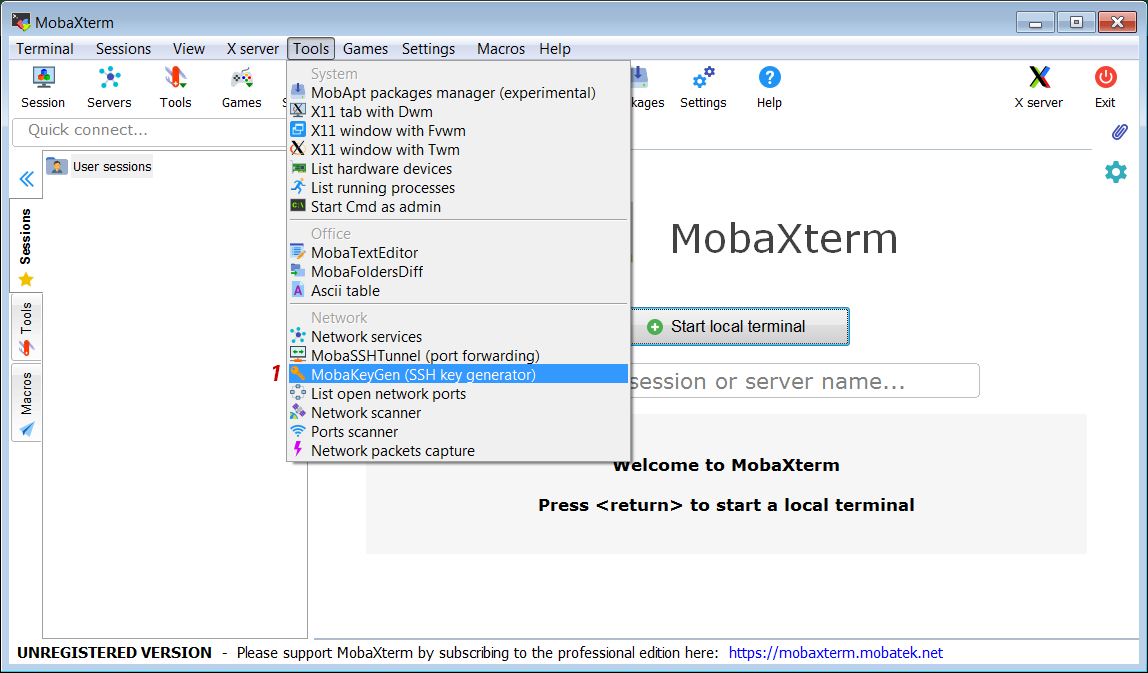 MobaXterm
Terminal Sessions View X server Tools Games Settings Macros Help
Session Servers Tools Games Settings Help X server Exit
Quick connect...
User sessions
Sessions
Tools
Macros
System
MobApt packages manager (experimental)
X11 tab with Dwm
X11 window with Fvwm
X11 window with Twm
List hardware devices
List running processes
Start Cmd as admin
Office
MobaTextEditor
MobaFoldersDiff
Ascii table
Network
Network services
MobaSSHTunnel (port forwarding)
1 MobaKeyGen (SSH key generator)
List open network ports
Network scanner
Ports scanner
Network packets capture
MobaXterm
Start local terminal
session or server name...
Welcome to MobaXterm
Press <return> to start a local terminal
UNREGISTERED VERSION - Please support MobaXterm by subscribing to the professional edition here: https://mobaxterm.mobatek.net